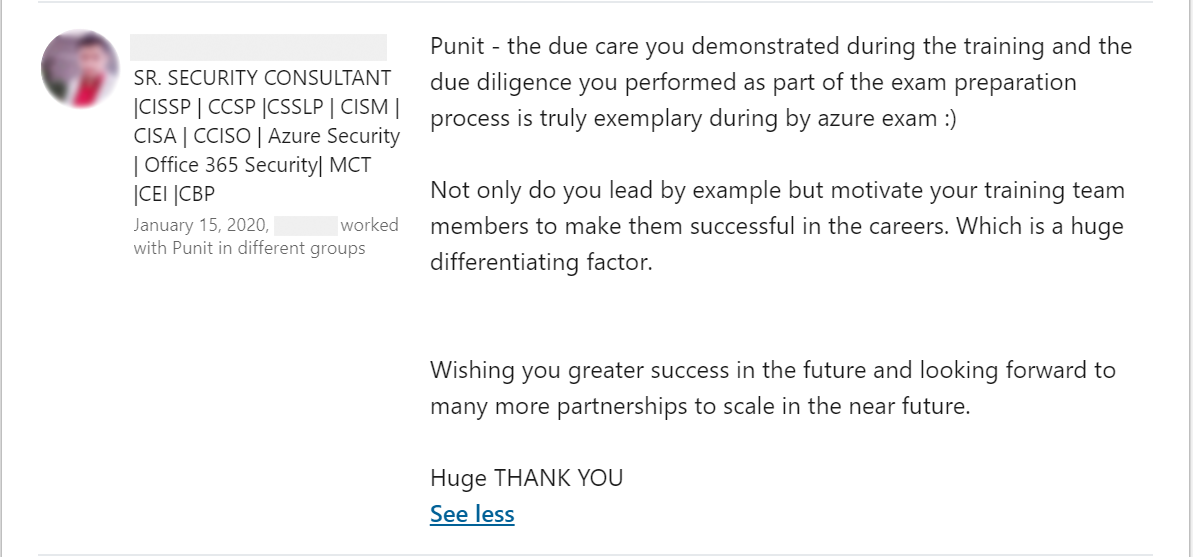 SR. SECURITY CONSULTANT
|CISSP | CCSP |CSSLP | CISM |
CISA | CCISO | Azure Security
| Office 365 Security| MCT
|CEI |CBP
January 15, 2020, worked
with Punit in different groups
Punit - the due care you demonstrated during the training and the
due diligence you performed as part of the exam preparation
process is truly exemplary during by azure exam :)
Not only do you lead by example but motivate your training team
members to make them successful in the careers. Which is a huge
differentiating factor.
Wishing you greater success in the future and looking forward to
many more partnerships to scale in the near future.
Huge THANK YOU
See less